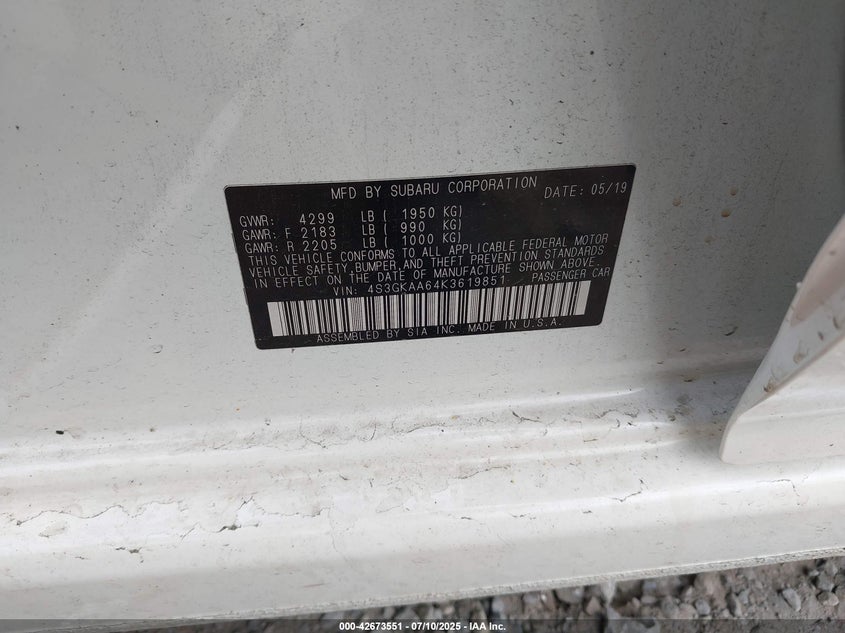 MFD BY SUBARU CORPORATION DATE: 05/19
GVWR: 4299 LB ( 1950 KG)
GAWR: F 2183 LB ( 990 KG)
GAWR: R 2205 LB ( 1000 KG)
THIS VEHICLE CONFORMS TO ALL APPLICABLE FEDERAL MOTOR
VEHICLE SAFETY, BUMPER AND THEFT PREVENTION STANDARDS
IN EFFECT ON THE DATE OF MANUFACTURE SHOWN ABOVE.
VIN: 4S3GKAA64K3619851 PASSENGER CAR
ASSEMBLED BY SIA INC. MADE IN U.S.A.
000-42673551 - 07/10/2025 - IAA Inc.